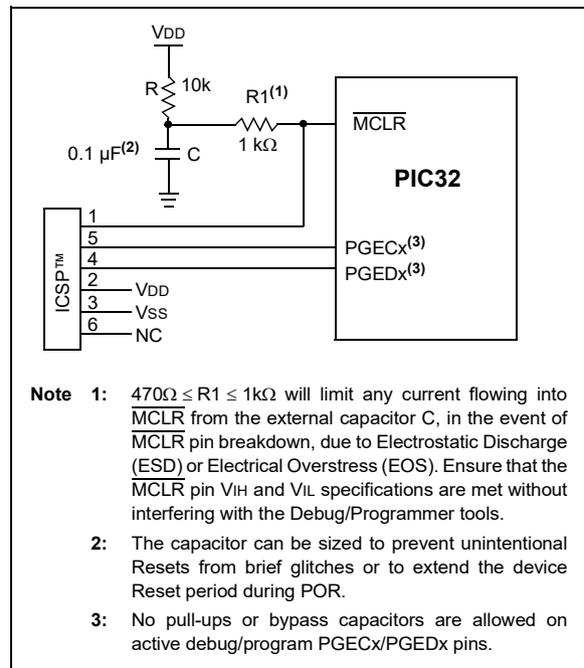 VDD
R 10k
R1(1)
1 kΩ
0.1 µF(2) C
MCLR
PIC32
ICSP™
1
5
4
2
3
6
VDD
VSS
NC
PGECx(3)
PGEDx(3)
Note 1: 470Ω ≤ R1 ≤ 1kΩ will limit any current flowing into
MCLR from the external capacitor C, in the event of
MCLR pin breakdown, due to Electrostatic Discharge
(ESD) or Electrical Overstress (EOS). Ensure that the
MCLR pin VIH and VIL specifications are met without
interfering with the Debug/Programmer tools.
2: The capacitor can be sized to prevent unintentional
Resets from brief glitches or to extend the device
Reset period during POR.
3: No pull-ups or bypass capacitors are allowed on
active debug/program PGECx/PGEDx pins.